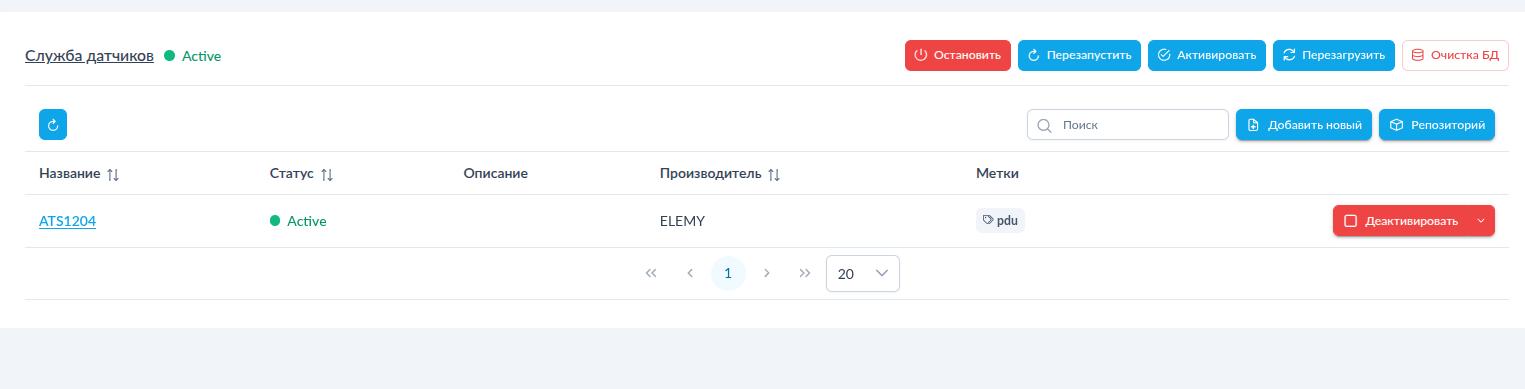 Служба датчиков Active Остановить Перезапустить Активировать Перезагрузить Очистка БД
Поиск Добавить новый Репозиторий
Название Статус Описание Производитель Метки
ATS1204 Active ELEMY pdu Деактивировать
1 20